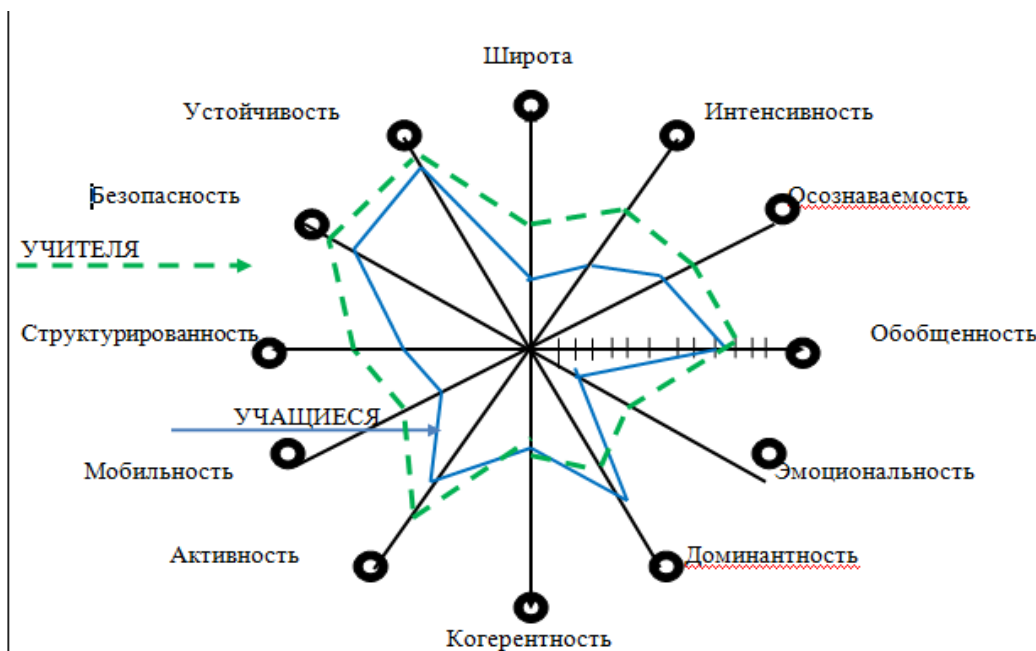 Широта
Устойчивость
Интенсивность
Безопасность
Осознаваемость
УЧИТЕЛЯ
Структурированность
Обобщенность
УЧАЩИЕСЯ
Мобильность
Эмоциональность
Активность
Доминантность
Когерентность